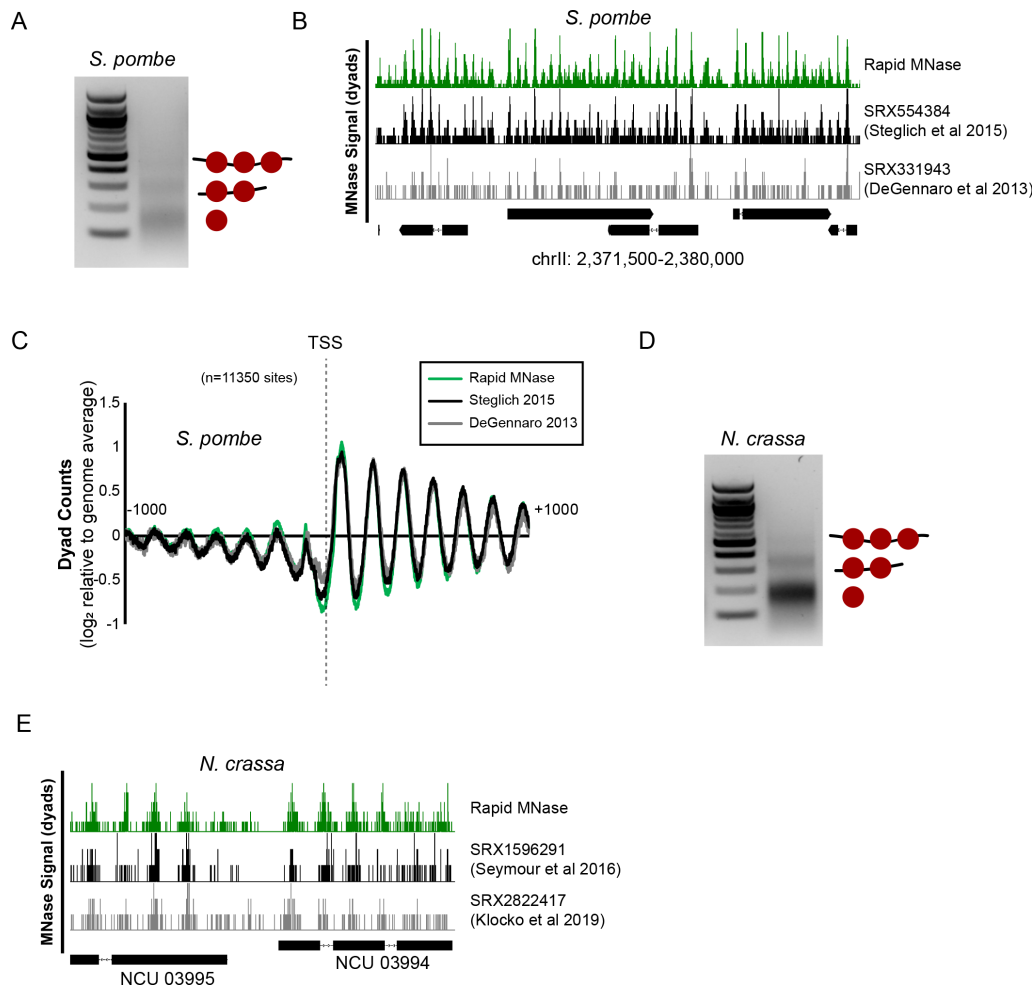 A
S. pombe
B
S. pombe
MNase Signal (dyads)
Rapid MNase
SRX554384
(Steglich et al 2015)
SRX331943
(DeGennaro et al 2013)
chrII: 2,371,500-2,380,000
C
TSS
(n=11350 sites)
Rapid MNase
Steglich 2015
DeGennaro 2013
S. pombe
Dyad Counts
(log₂ relative to genome average)
1.5
1
0.5
0
-0.5
-1
-1000
+1000
D
N. crassa
E
N. crassa
MNase Signal (dyads)
Rapid MNase
SRX1596291
(Seymour et al 2016)
SRX2822417
(Klocko et al 2019)
NCU 03995
NCU 03994